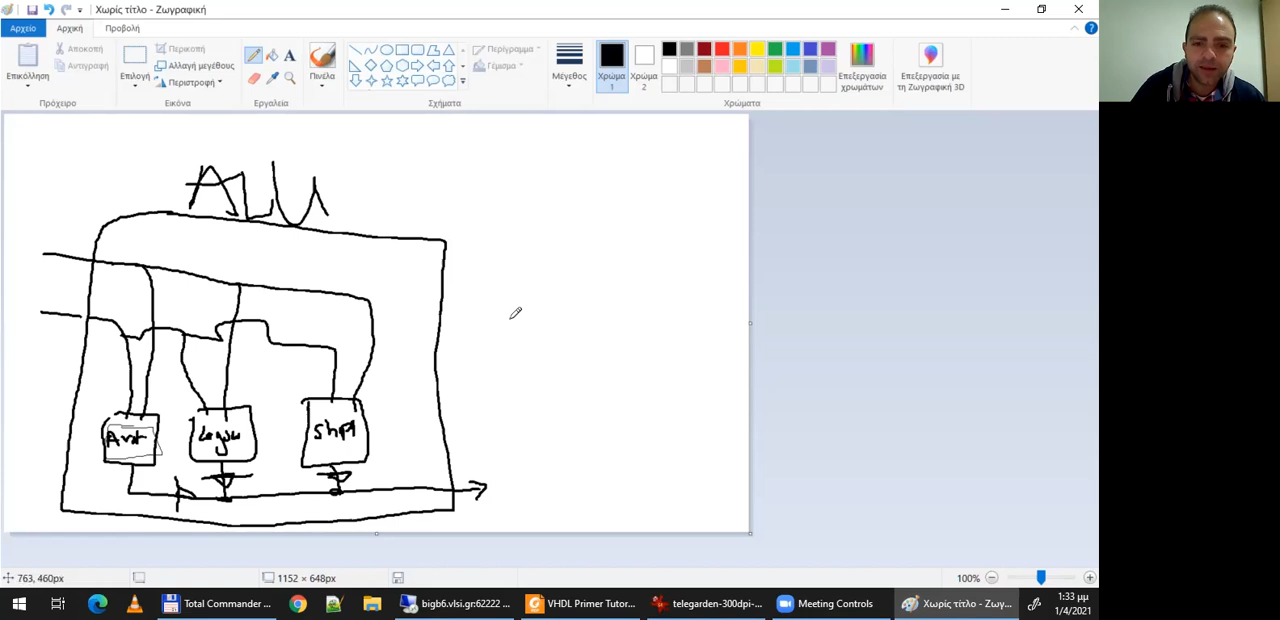 Χωρίς τίτλο - Ζωγραφική
Αρχείο Αρχική Προβολή
Επικόλληση
Αποκοπή
Αντιγραφή
Πρόχειρο
Επιλογή
Περικοπή
Αλλαγή μεγέθους
Περιστροφή
Εικόνα
A
Εργαλεία
Πινέλα
Περίγραμμα
Γέμισμα
Σχήματα
Μέγεθος
Χρώμα 1
Χρώμα 2
Χρώματα
Επεξεργασία χρωμάτων
Επεξεργασία με τη Ζωγραφική 3D
ALU
763, 460px
1152 × 648px
100%
Total Commander ...
bigb6.vlsi.gr:62222 ...
VHDL Primer Tutor...
telegarden-300dpi-...
Meeting Controls
Χωρίς τίτλο - Ζωγ...
1:33 μμ
1/4/2021